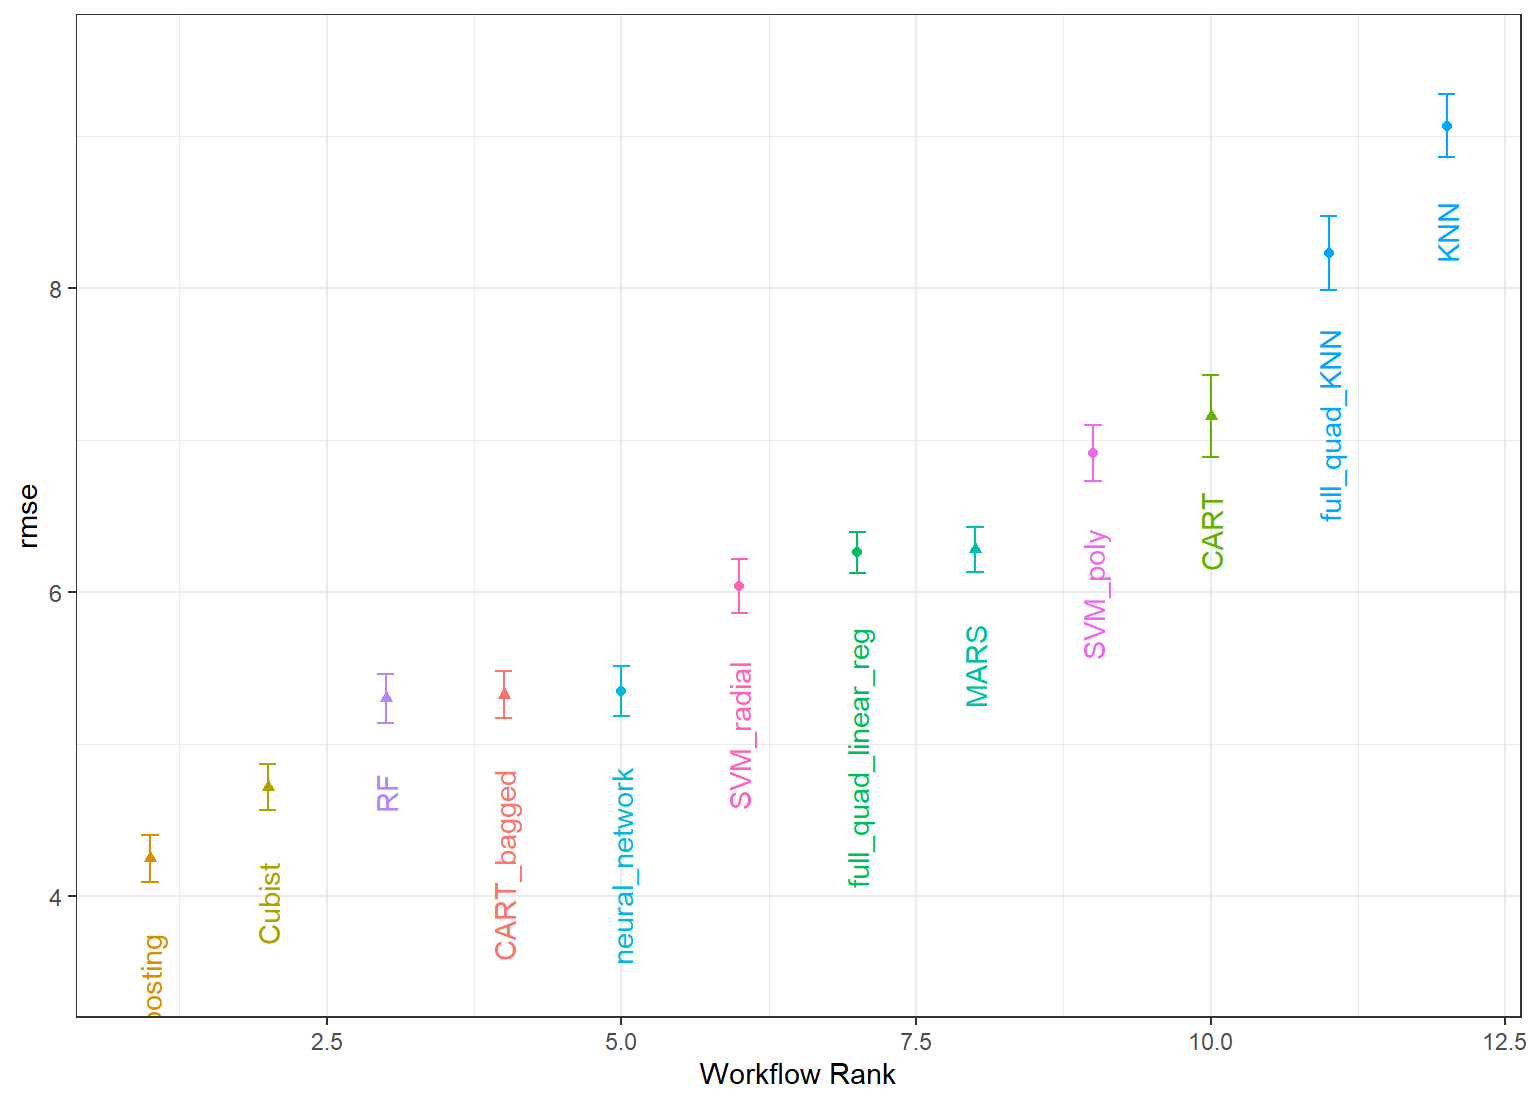 rmse
8
6
4
KNN
full_quad_KNN
CART
SVM_poly
MARS
full_quad_linear_reg
SVM_radial
neural_network
CART_bagged
RF
Cubist
oosting
2.5
5.0
7.5
10.0
12.5
Workflow Rank